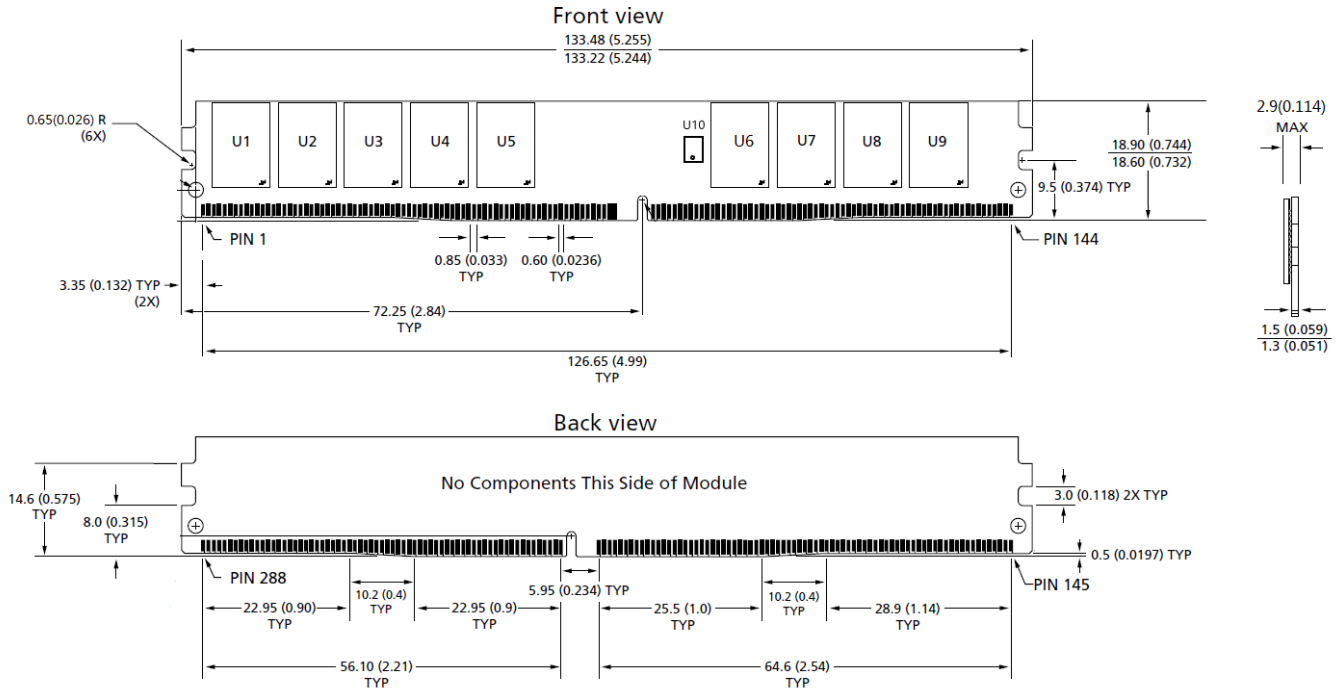 Front view
133.48 (5.255)
133.22 (5.244)
0.65(0.026) R
(6X)
U1
U2
U3
U4
U5
U10
U6
U7
U8
U9
18.90 (0.744)
18.60 (0.732)
9.5 (0.374) TYP
2.9(0.114)
MAX
PIN 1
PIN 144
0.85 (0.033)
TYP
0.60 (0.0236)
TYP
3.35 (0.132) TYP
(2X)
72.25 (2.84)
TYP
126.65 (4.99)
TYP
1.5 (0.059)
1.3 (0.051)
Back view
No Components This Side of Module
14.6 (0.575)
TYP
8.0 (0.315)
TYP
3.0 (0.118) 2X TYP
0.5 (0.0197) TYP
PIN 288
PIN 145
5.95 (0.234) TYP
22.95 (0.90)
TYP
10.2 (0.4)
TYP
22.95 (0.9)
TYP
25.5 (1.0)
TYP
10.2 (0.4)
TYP
28.9 (1.14)
TYP
56.10 (2.21)
TYP
64.6 (2.54)
TYP